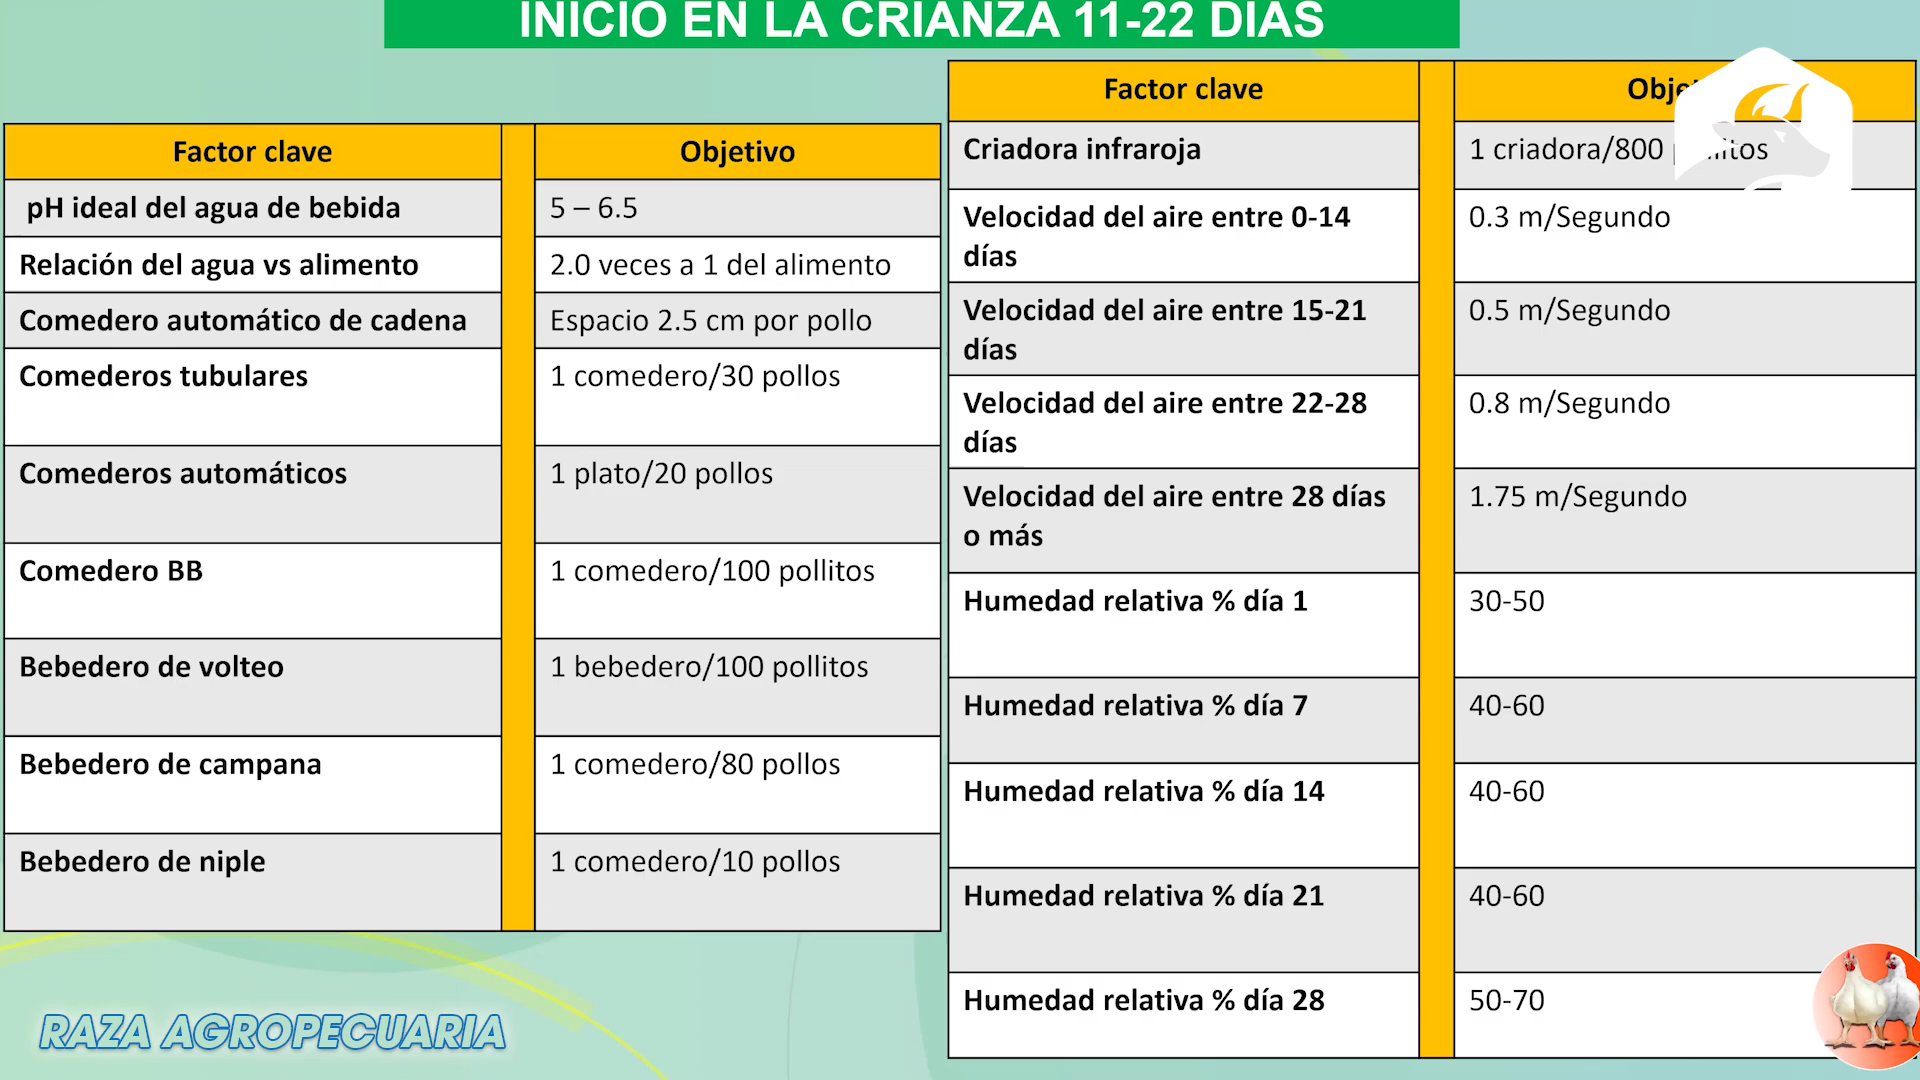 INICIO EN LA CRIANZA 11-22 DIAS
Factor clave Objetivo
pH ideal del agua de bebida 5 – 6.5
Relación del agua vs alimento 2.0 veces a 1 del alimento
Comedero automático de cadena Espacio 2.5 cm por pollo
Comederos tubulares 1 comedero/30 pollos
Comederos automáticos 1 plato/20 pollos
Comedero BB 1 comedero/100 pollitos
Bebedero de volteo 1 bebedero/100 pollitos
Bebedero de campana 1 comedero/80 pollos
Bebedero de niple 1 comedero/10 pollos
Factor clave
Criadora infraroja 1 criadora/800
Velocidad del aire entre 0-14 0.3 m/Segundo
días
Velocidad del aire entre 15-21 0.5 m/Segundo
días
Velocidad del aire entre 22-28 0.8 m/Segundo
días
Velocidad del aire entre 28 días 1.75 m/Segundo
o más
Humedad relativa % día 1 30-50
Humedad relativa % día 7 40-60
Humedad relativa % día 14 40-60
Humedad relativa % día 21 40-60
Humedad relativa % día 28 50-70
RAZA AGROPECUARIA